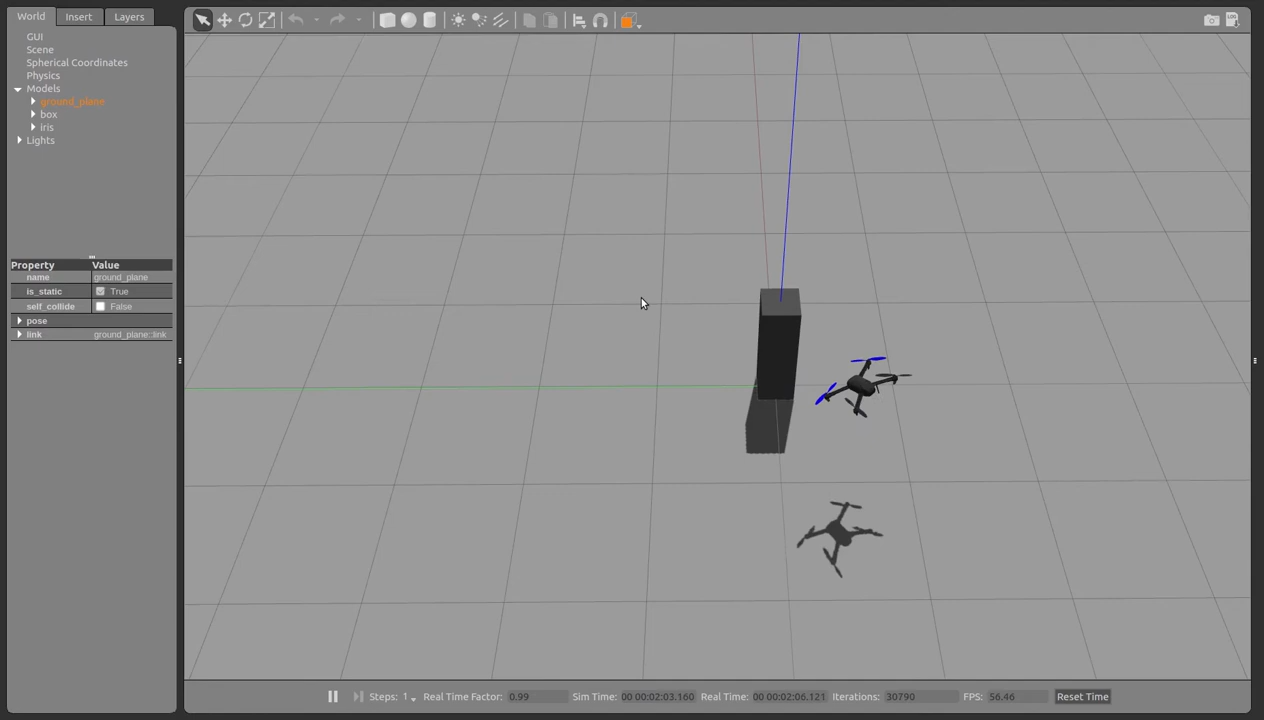 World Insert Layers
GUI
Scene
Spherical Coordinates
Physics
Models
ground_plane
box
iris
Lights
Property Value
name ground_plane
is_static True
self_collide False
pose
link ground_plane::link
Steps: 1 Real Time Factor: 0.99 Sim Time: 00 00:02:03.160 Real Time: 00 00:02:06.121 Iterations: 30790 FPS: 56.46 Reset Time